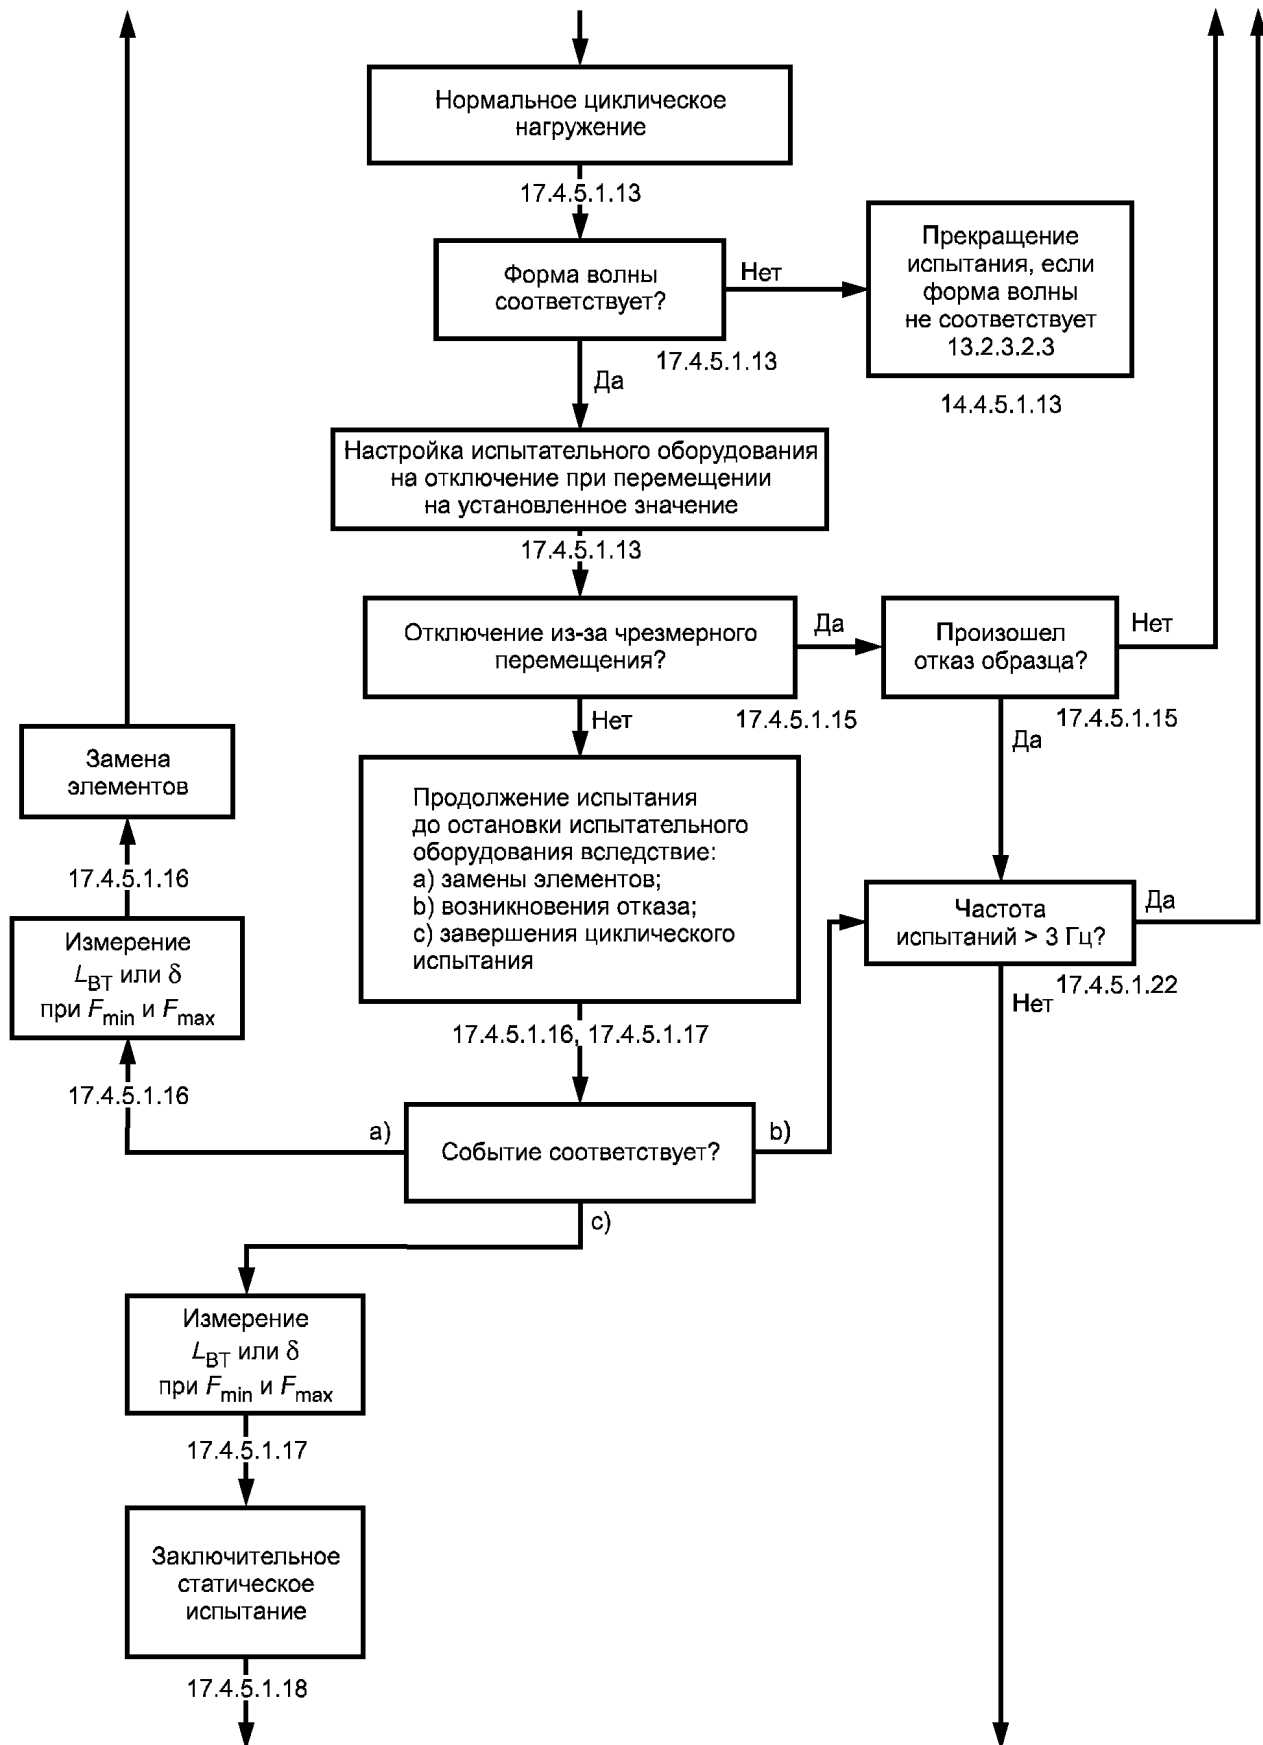 Нормальное циклическое
нагружение
17.4.5.1.13
Форма волны
соответствует?
Нет
Прекращение
испытания, если
форма волны
не соответствует
13.2.3.2.3
17.4.5.1.13
14.4.5.1.13
Да
Настройка испытательного оборудования
на отключение при перемещении
на установленное значение
17.4.5.1.13
Отключение из-за чрезмерного
перемещения?
Да
Произошел
отказ образца?
Нет
Нет
17.4.5.1.15
17.4.5.1.15
Да
Замена
элементов
17.4.5.1.16
Продолжение испытания
до остановки испытательного
оборудования вследствие:
a) замены элементов;
b) возникновения отказа;
c) завершения циклического
испытания
Частота
испытаний > 3 Гц?
Да
17.4.5.1.22
Нет
Измерение
L_BT или δ
при F_min и F_max
17.4.5.1.16
17.4.5.1.16, 17.4.5.1.17
a)
Событие соответствует?
b)
c)
Измерение
L_BT или δ
при F_min и F_max
17.4.5.1.17
Заключительное
статическое
испытание
17.4.5.1.18